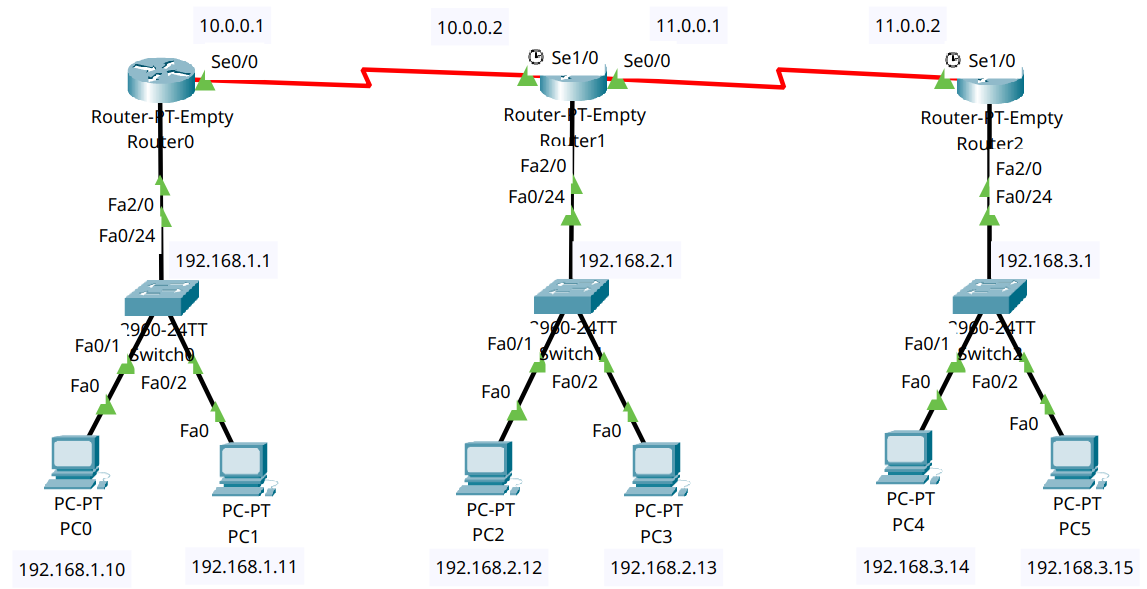 10.0.0.1
10.0.0.2
11.0.0.1
11.0.0.2
Se0/0
Se1/0
Se0/0
Se1/0
Router-PT-Empty
Router0
Router-PT-Empty
Router1
Router-PT-Empty
Router2
Fa2/0
Fa0/24
Fa2/0
Fa0/24
Fa2/0
Fa0/24
192.168.1.1
192.168.2.1
192.168.3.1
2960-24TT
Switch0
2960-24TT
Switch1
2960-24TT
Switch2
Fa0/1
Fa0/2
Fa0
Fa0
Fa0/1
Fa0/2
Fa0
Fa0
Fa0/1
Fa0/2
Fa0
Fa0
PC-PT
PC0
PC-PT
PC1
PC-PT
PC2
PC-PT
PC3
PC-PT
PC4
PC-PT
PC5
192.168.1.10
192.168.1.11
192.168.2.12
192.168.2.13
192.168.3.14
192.168.3.15